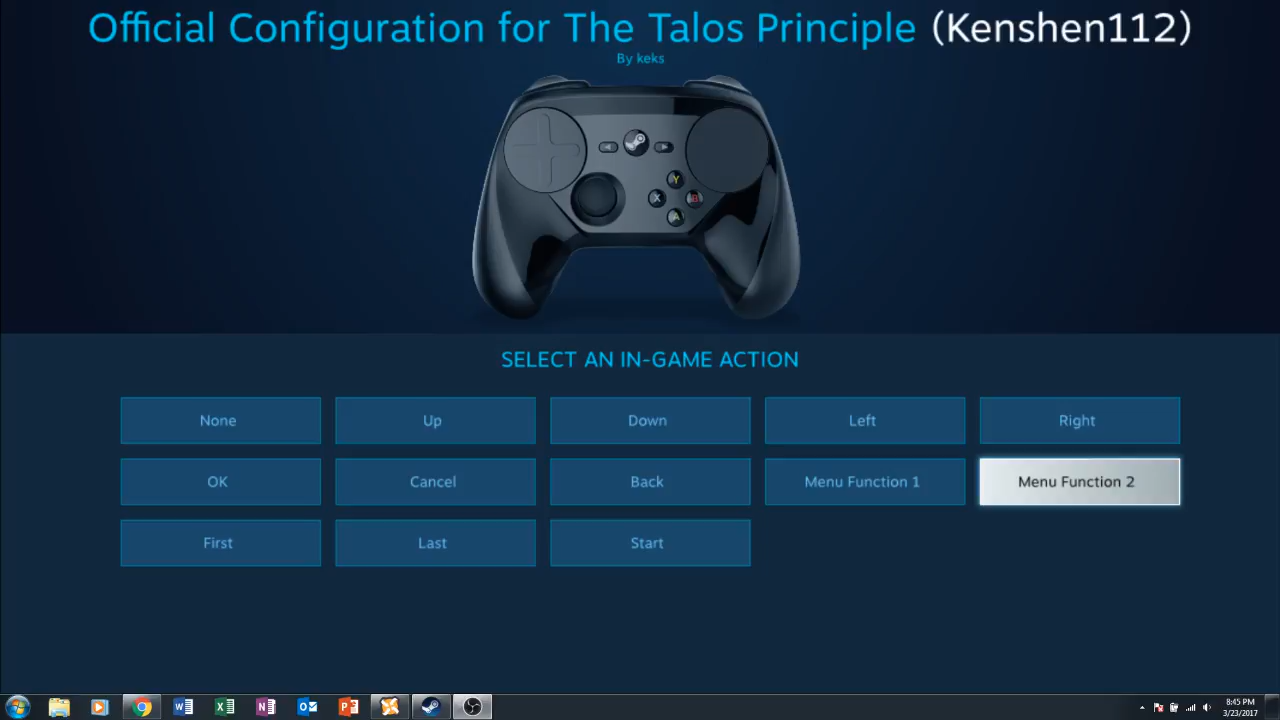 Official Configuration for The Talos Principle (Kenshen112)
By keks
Y
X B
A
SELECT AN IN-GAME ACTION
None Up Down Left Right
OK Cancel Back Menu Function 1 Menu Function 2
First Last Start
8:45 PM
3/23/2017